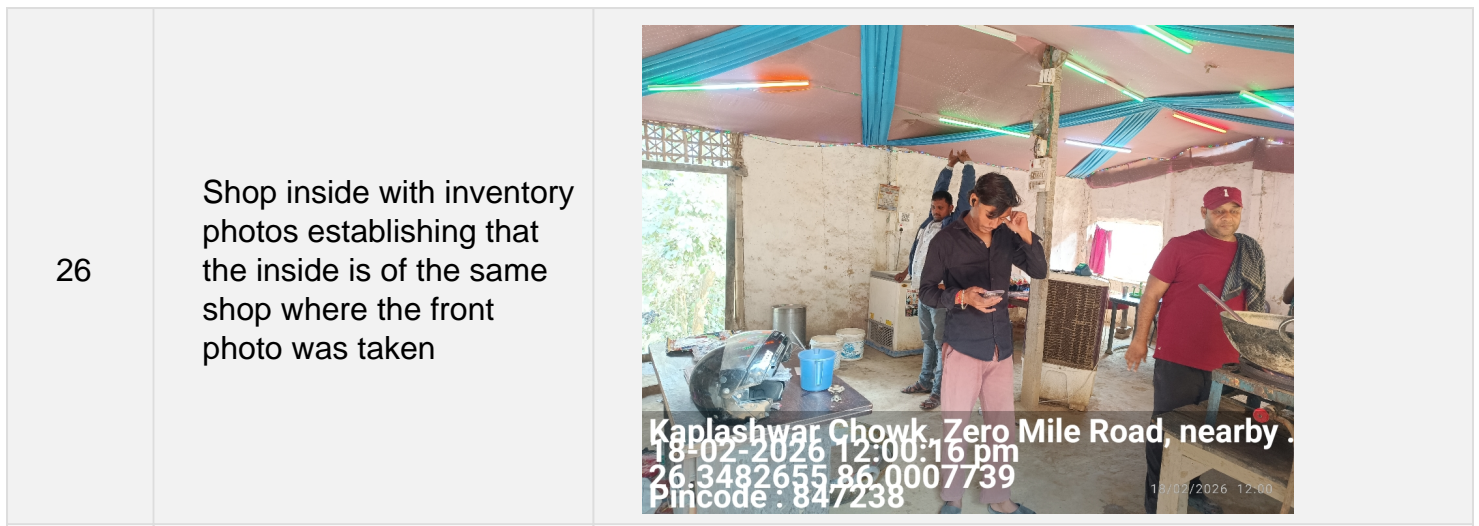 26
Shop inside with inventory
photos establishing that
the inside is of the same
shop where the front
photo was taken
Kaplashwar Chowk, Zero Mile Road, nearby .
18-02-2026 12:00:16 pm
26.3482655,86.0007739
Pincode : 847238
18/02/2026 12:00